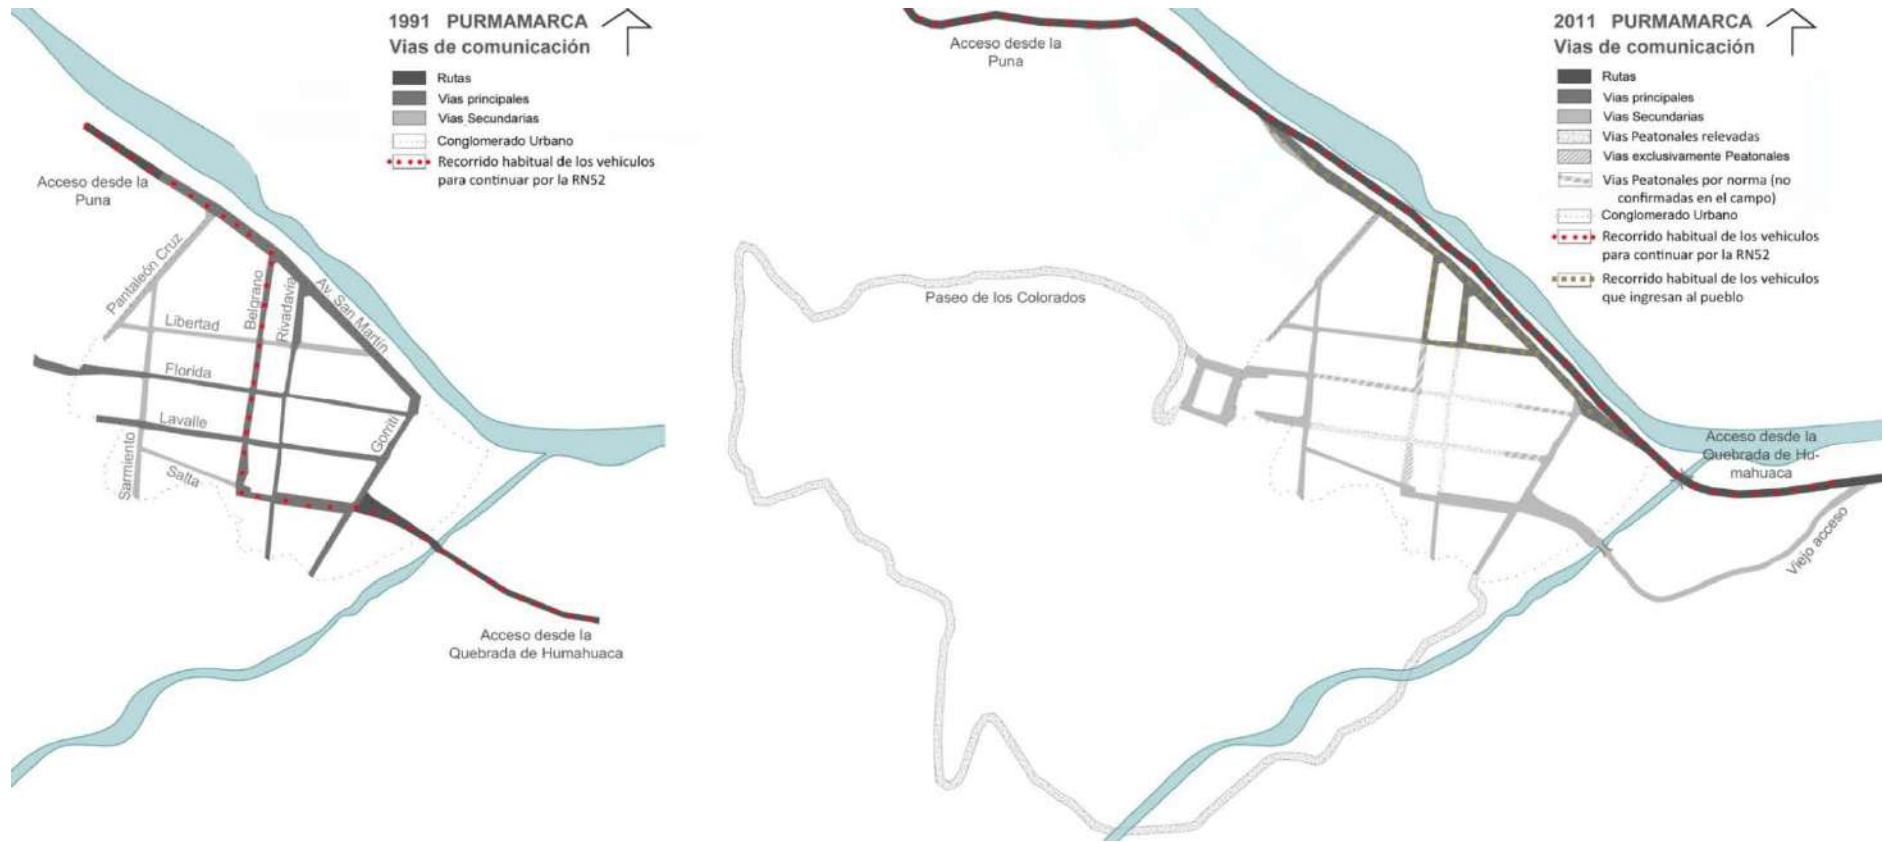 1991 PURMAMARCA
Vias de comunicación
Rutas
Vias principales
Vias Secundarias
Conglomerado Urbano
Recorrido habitual de los vehiculos
para continuar por la RN52
Acceso desde la
Puna
Pantaleón Cruz
Belgrano
Rivadavia
Av. San Martin
Libertad
Florida
Lavalle
Gorriti
Sarmiento
Salta
Acceso desde la
Quebrada de Humahuaca
2011 PURMAMARCA
Vias de comunicación
Rutas
Vias principales
Vias Secundarias
Vias Peatonales relevadas
Vias exclusivamente Peatonales
Vias Peatonales por norma (no
confirmadas en el campo)
Conglomerado Urbano
Recorrido habitual de los vehiculos
para continuar por la RN52
Recorrido habitual de los vehiculos
que ingresan al pueblo
Acceso desde la
Puna
Paseo de los Colorados
Acceso desde la
Quebrada de Hu-
mahuaca
Viejo acceso